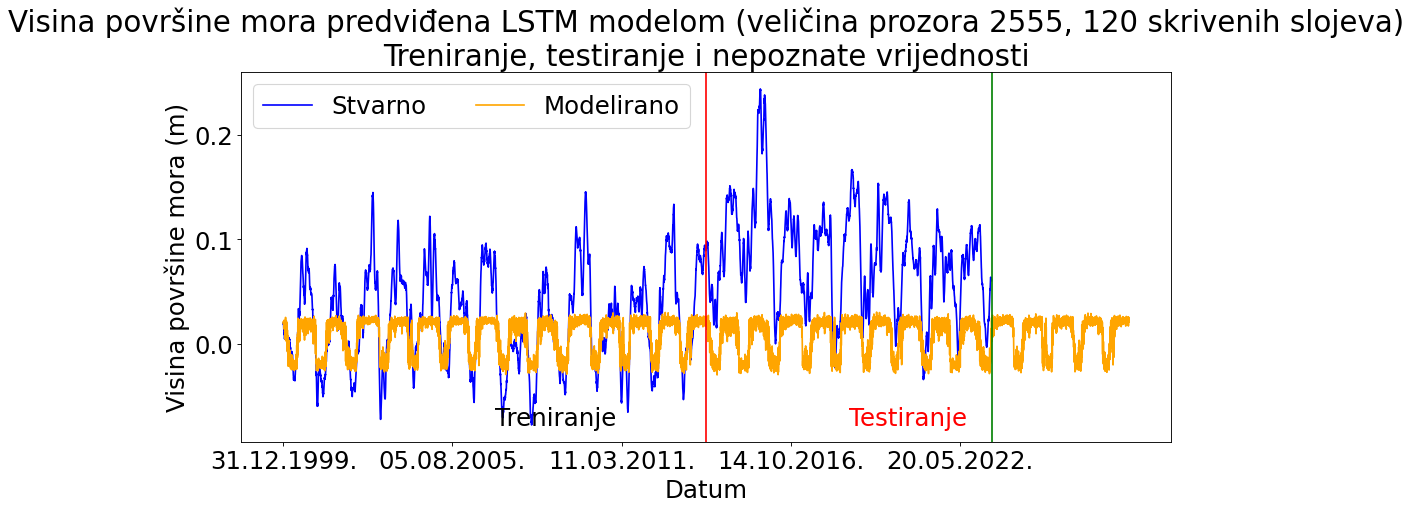 Visina površine mora predviđena LSTM modelom (veličina prozora 2555, 120 skrivenih slojeva)
Treniranje, testiranje i nepoznate vrijednosti
Stvarno
Modelirano
Visina površine mora (m)
0.2
0.1
0.0
Treniranje
Testiranje
31.12.1999.
05.08.2005.
11.03.2011.
14.10.2016.
20.05.2022.
Datum